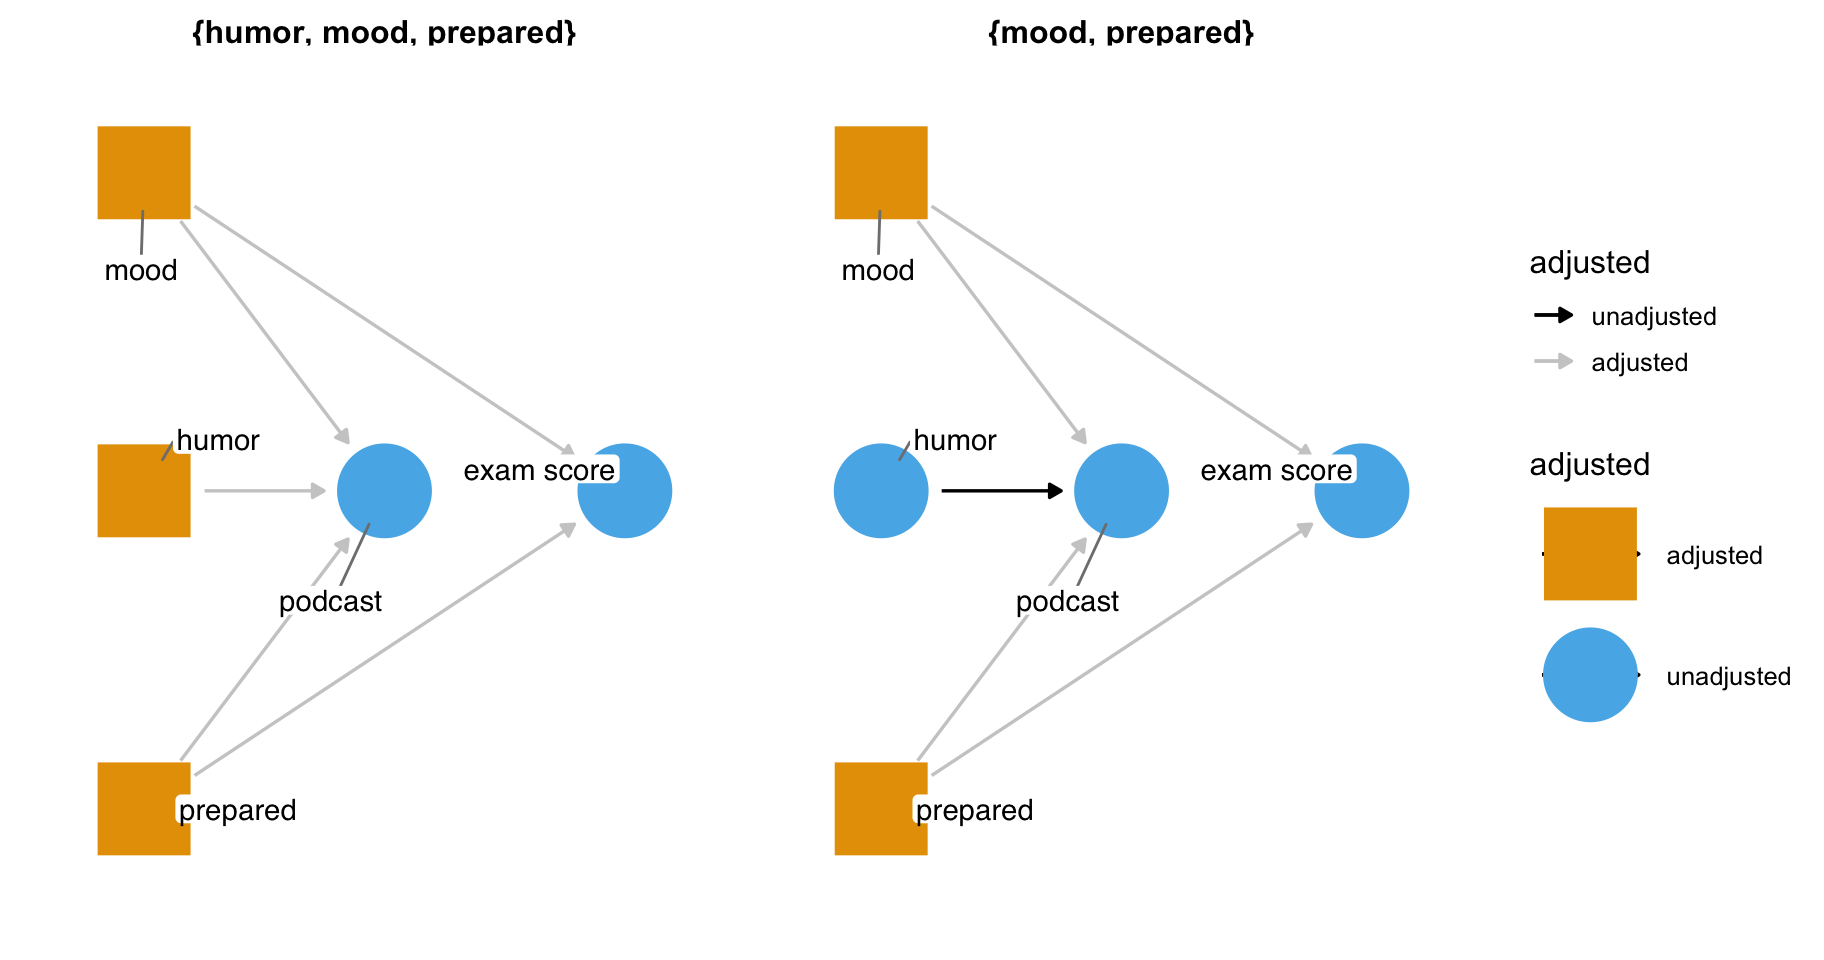 {humor, mood, prepared}
mood
humor
exam score
podcast
prepared
{mood, prepared}
mood
humor
exam score
podcast
prepared
adjusted
unadjusted
adjusted
adjusted
adjusted
unadjusted